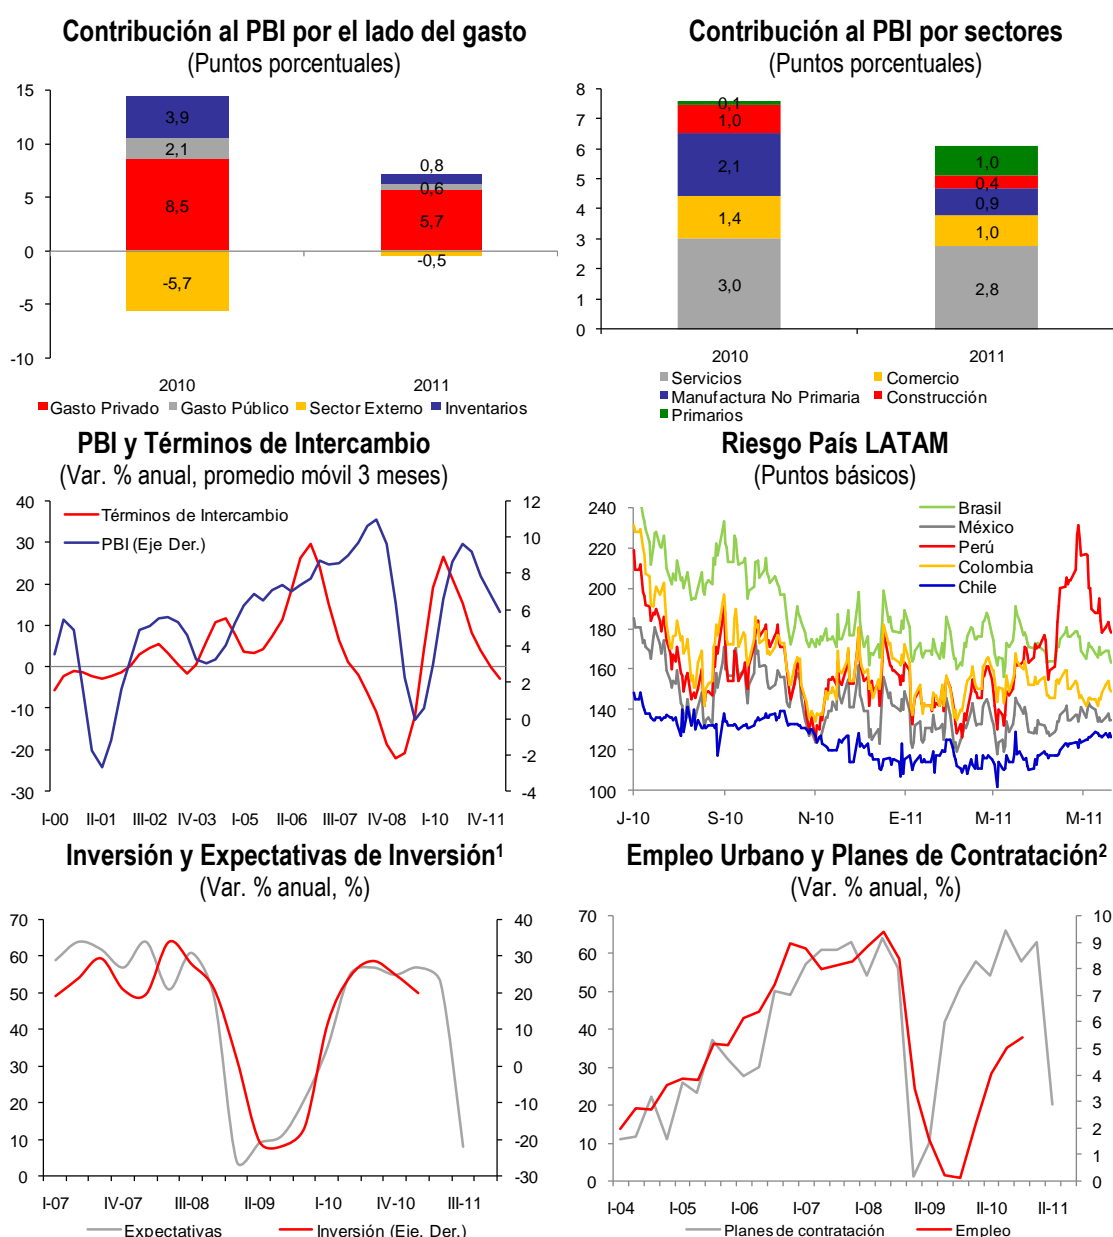 Contribución al PBI por el lado del gasto
(Puntos porcentuales)
15
10
5
0
-5
-10
3,9
2,1
8,5
-5,7
0,8
0,6
5,7
-0,5
2010
2011
Gasto Privado
Gasto Público
Sector Externo
Inventarios
Contribución al PBI por sectores
(Puntos porcentuales)
8
7
6
5
4
3
2
1
0
0,1
1,0
2,1
1,4
3,0
1,0
0,4
0,9
1,0
2,8
2010
2011
Servicios
Comercio
Manufactura No Primaria
Construcción
Primarios
PBI y Términos de Intercambio
(Var. % anual, promedio móvil 3 meses)
40
30
20
10
0
-10
-20
-30
12
10
8
6
4
2
0
-2
-4
Términos de Intercambio
PBI (Eje Der.)
I-00
II-01
III-02
IV-03
I-05
II-06
III-07
IV-08
I-10
IV-11
Riesgo País LATAM
(Puntos básicos)
240
220
200
180
160
140
120
100
Brasil
México
Perú
Colombia
Chile
J-10
S-10
N-10
E-11
M-11
M-11
Inversión y Expectativas de Inversión¹
(Var. % anual, %)
70
60
50
40
30
20
10
0
40
30
20
10
0
-10
-20
-30
I-07
IV-07
III-08
II-09
I-10
IV-10
III-11
Expectativas
Inversión (Eje. Der.)
Empleo Urbano y Planes de Contratación²
(Var. % anual, %)
70
60
50
40
30
20
10
0
10
9
8
7
6
5
4
3
2
1
0
I-04
I-05
I-06
I-07
I-08
II-09
II-10
II-11
Planes de contratación
Empleo